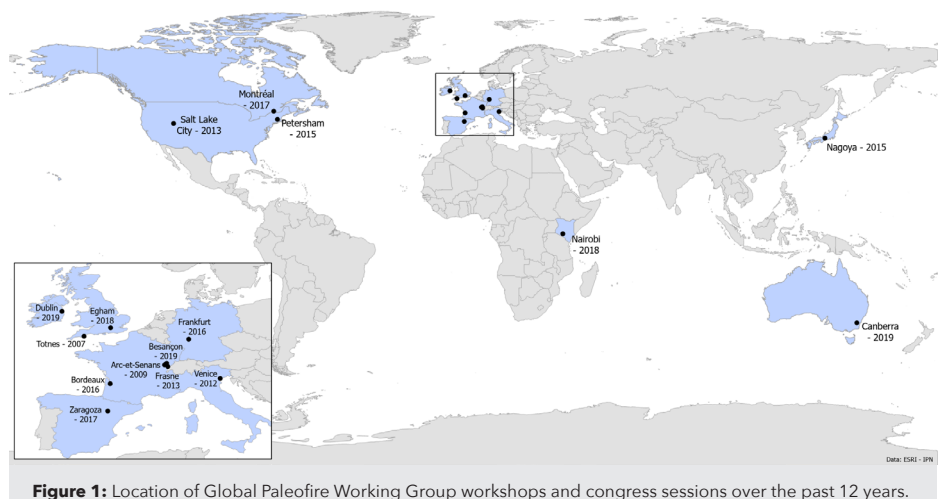 Montréal
- 2017
Salt Lake
City - 2013
Petersham
- 2015
Nagoya - 2015
Nairobi
- 2018
Canberra
- 2019
Dublin
- 2019
Egham
- 2018
Totnes - 2007
Frankfurt
- 2016
Besançon
- 2019
Arc-et-Senans
- 2009
Frasne
- 2013
Venice
- 2012
Bordeaux
- 2016
Zaragoza
- 2017
Data: ESRI - IPN
Figure 1: Location of Global Paleofire Working Group workshops and congress sessions over the past 12 years.